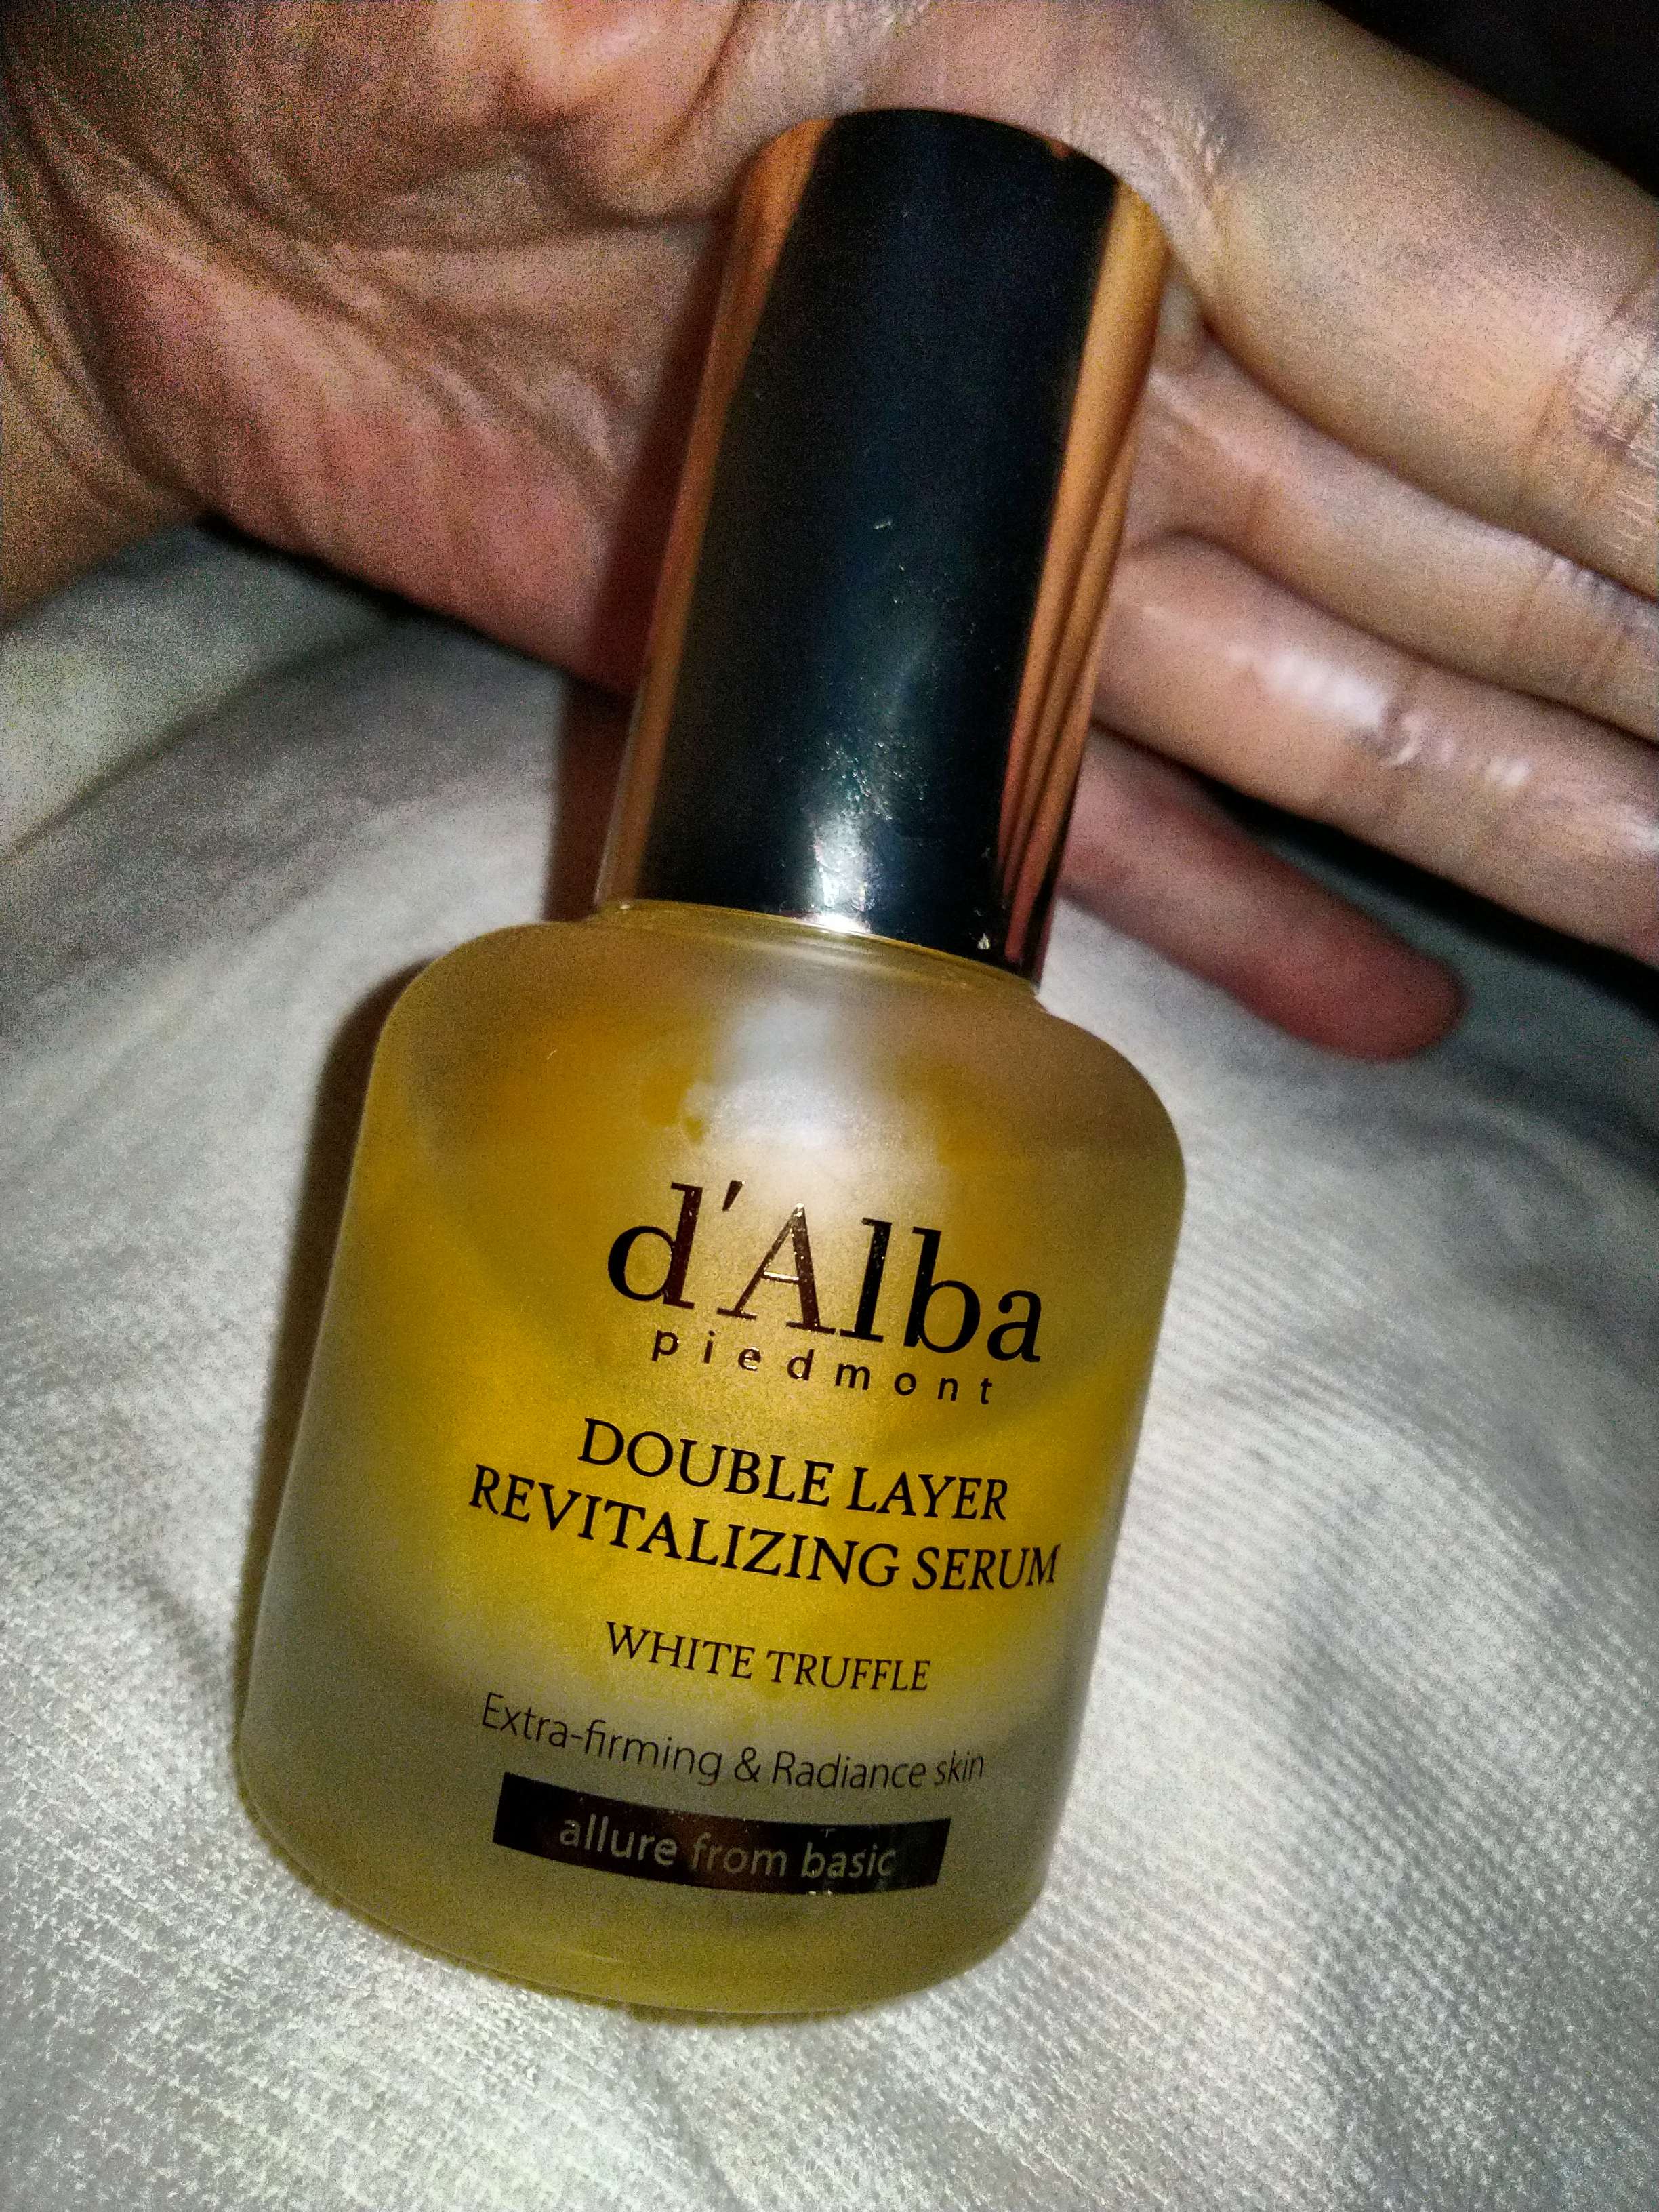 d'Alba
piedmont
DOUBLE LAYER
REVITALIZING SERUM
WHITE TRUFFLE
Extra-firming & Radiance skin
allure from basic